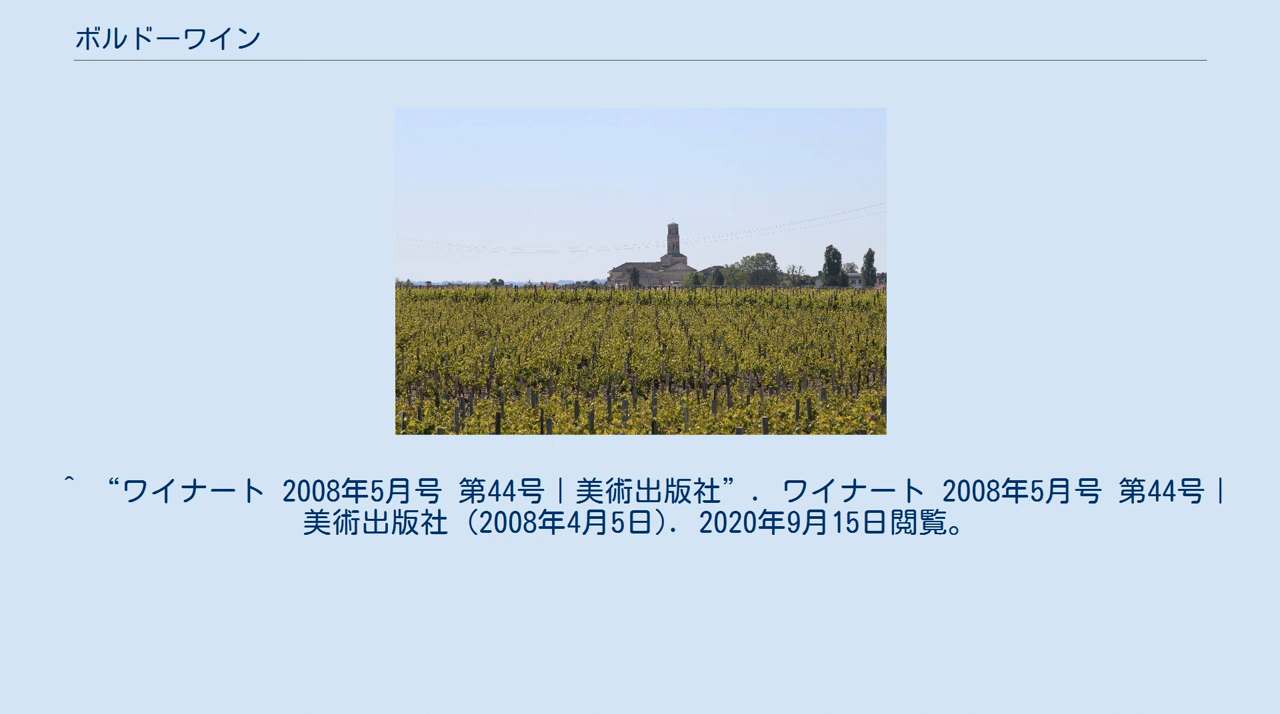 ボルドーワイン
^ “ワイナート 2008年5月号 第44号｜美術出版社”. ワイナート 2008年5月号 第44号｜
美術出版社 (2008年4月5日). 2020年9月15日閲覧。